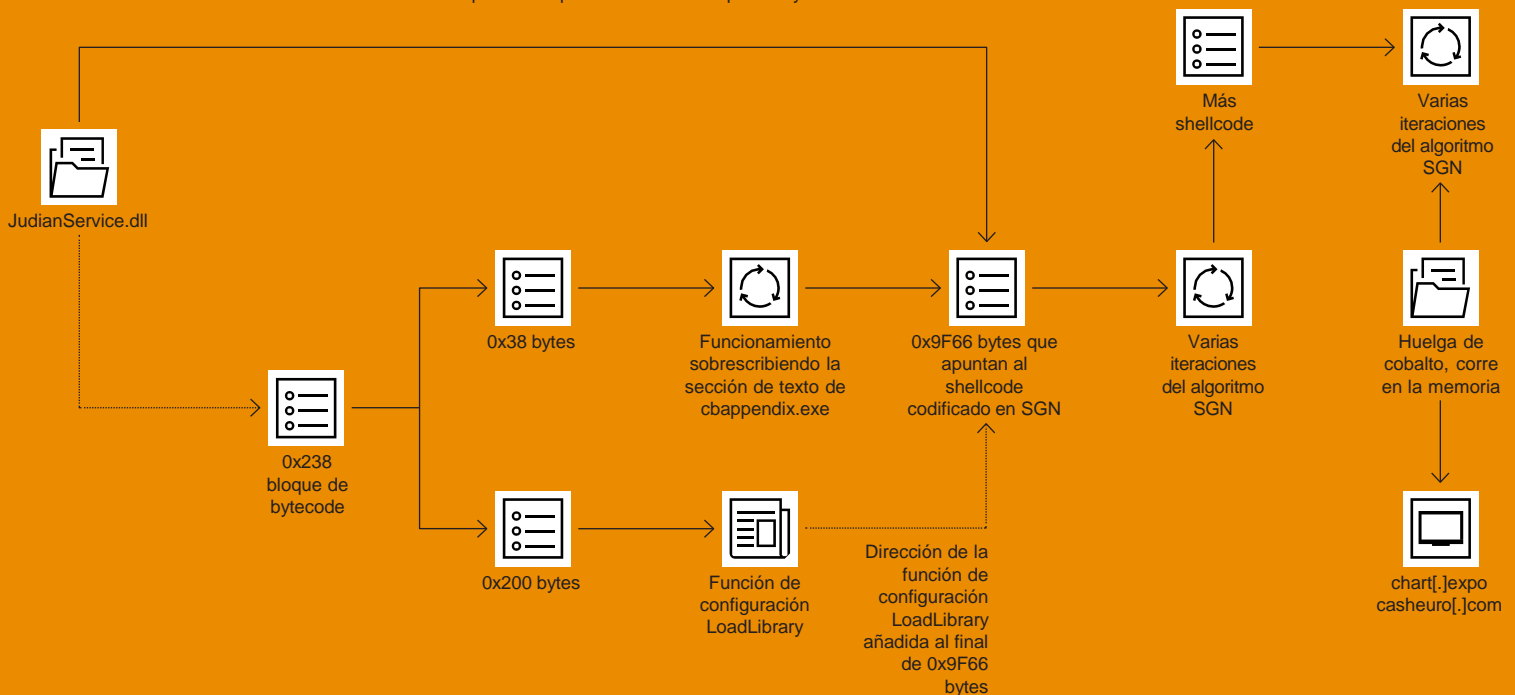 Más
shellcode
Varias
iteraciones
del algoritmo
SGN
JudianService.dll
0x38 bytes
Funcionamiento
sobrescribiendo la
sección de texto de
cbappendix.exe
0x9F66 bytes que
apuntan al
shellcode
codificado en SGN
Varias
iteraciones
del algoritmo
SGN
Huelga de
cobalto, corre
en la memoria
0x238
bloque de
bytecode
0x200 bytes
Función de
configuración
LoadLibrary
Dirección de la
función de
configuración
LoadLibrary
añadida al final
de 0x9F66
bytes
chart[.]expo
casheuro[.]com